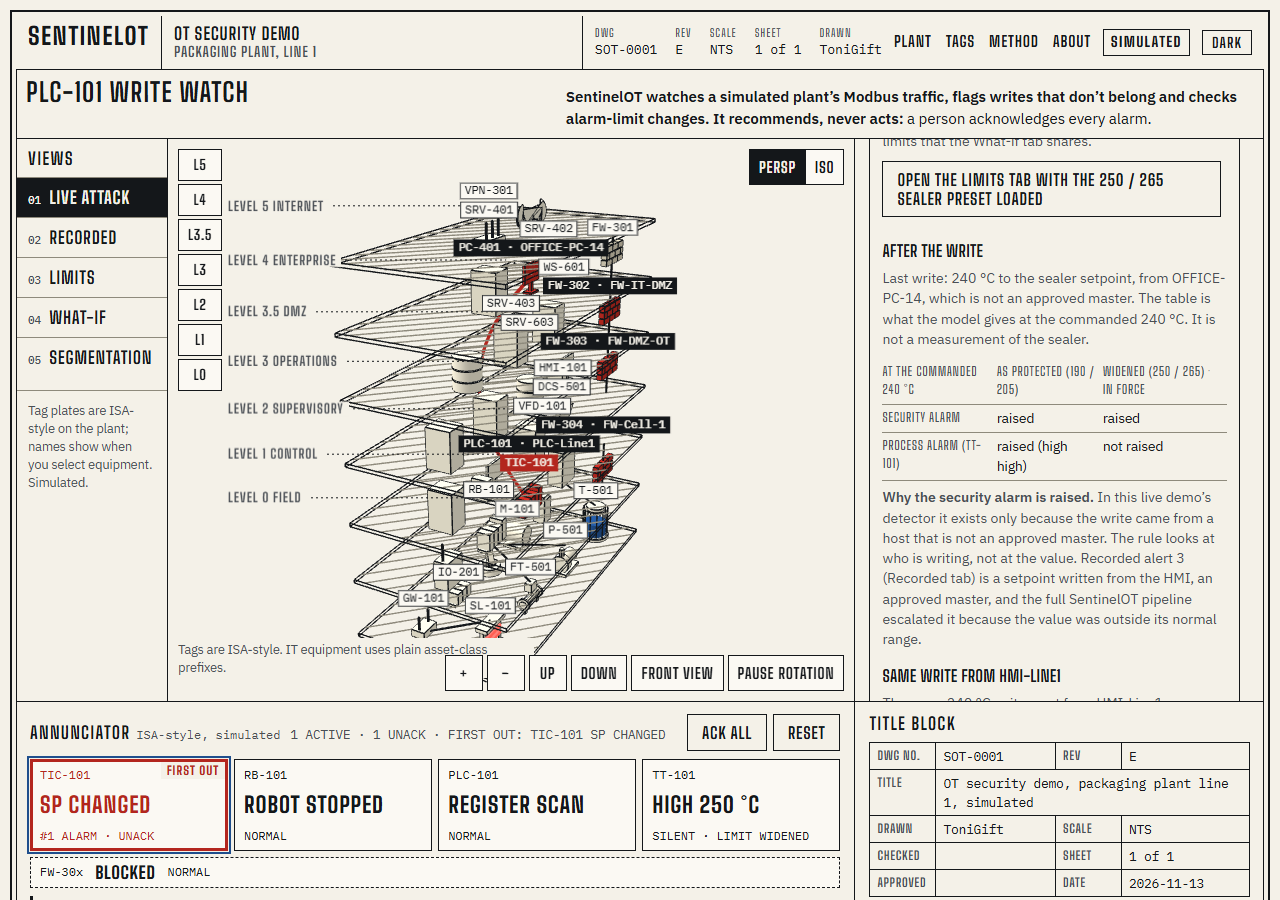 SENTINELOT
OT SECURITY DEMO
PACKAGING PLANT, LINE 1
DWG
SOT-0001
REV
E
SCALE
NTS
SHEET
1 of 1
DRAWN
ToniGift
PLANT
TAGS
METHOD
ABOUT
SIMULATED
DARK
PLC-101 WRITE WATCH
SentinelOT watches a simulated plant's Modbus traffic, flags writes that don't belong and checks
alarm-limit changes. It recommends, never acts: a person acknowledges every alarm.
VIEWS
01 LIVE ATTACK
02 RECORDED
03 LIMITS
04 WHAT-IF
05 SEGMENTATION
Tag plates are ISA-
style on the plant;
names show when
you select equipment.
Simulated.
L5
L4
L3.5
L3
L2
L1
L0
PERSP
ISO
LEVEL 5 INTERNET
LEVEL 4 ENTERPRISE
LEVEL 3.5 DMZ
LEVEL 3 OPERATIONS
LEVEL 2 SUPERVISORY
LEVEL 1 CONTROL
LEVEL 0 FIELD
VPN-301
SRV-401
SRV-402
FW-301
PC-401 · OFFICE-PC-14
WS-601
FW-302 · FW-IT-DMZ
SRV-403
SRV-603
FW-303 · FW-DMZ-OT
HMI-101
DCS-501
VFD-101
FW-304 · FW-Cell-1
PLC-101 · PLC-Line1
TIC-101
RB-101
T-501
M-101
P-501
FT-501
IO-201
GW-101
SL-101
Tags are ISA-style. IT equipment uses plain asset-class
prefixes.
+
−
UP
DOWN
FRONT VIEW
PAUSE ROTATION
limits that the What-if tab shares.
OPEN THE LIMITS TAB WITH THE 250 / 265
SEALER PRESET LOADED
AFTER THE WRITE
Last write: 240 °C to the sealer setpoint, from OFFICE-
PC-14, which is not an approved master. The table is
what the model gives at the commanded 240 °C. It is
not a measurement of the sealer.
AT THE COMMANDED
240 °C
AS PROTECTED (190 /
205)
WIDENED (250 / 265) ·
IN FORCE
SECURITY ALARM
raised
raised
PROCESS ALARM (TT-
101)
raised (high
high)
not raised
Why the security alarm is raised. In this live demo's
detector it exists only because the write came from a
host that is not an approved master. The rule looks at
who is writing, not at the value. Recorded alert 3
(Recorded tab) is a setpoint written from the HMI, an
approved master, and the full SentinelOT pipeline
escalated it because the value was outside its normal
range.
SAME WRITE FROM HMI-LINE1
ANNUNCIATOR
ISA-style, simulated
1 ACTIVE · 1 UNACK · FIRST OUT: TIC-101 SP CHANGED
ACK ALL
RESET
TIC-101
FIRST OUT
SP CHANGED
#1 ALARM · UNACK
RB-101
ROBOT STOPPED
NORMAL
PLC-101
REGISTER SCAN
NORMAL
TT-101
HIGH 250 °C
SILENT · LIMIT WIDENED
FW-30x BLOCKED NORMAL
TITLE BLOCK
DWG NO.
SOT-0001
REV
E
TITLE
OT security demo, packaging plant line
1, simulated
DRAWN
ToniGift
SCALE
NTS
CHECKED
SHEET
1 of 1
APPROVED
DATE
2026-11-13